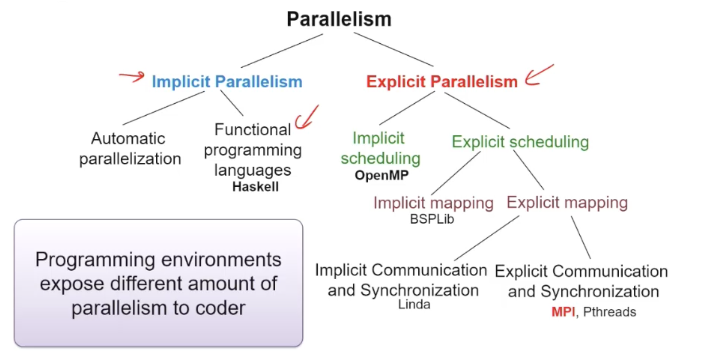 Parallelism
Implicit Parallelism
Explicit Parallelism
Automatic
parallelization
Functional
programming
languages
Haskell
Implicit
scheduling
OpenMP
Explicit scheduling
Implicit mapping
BSPLib
Explicit mapping
Implicit Communication
and Synchronization
Linda
Explicit Communication
and Synchronization
MPI, Pthreads
Programming environments
expose different amount of
parallelism to coder